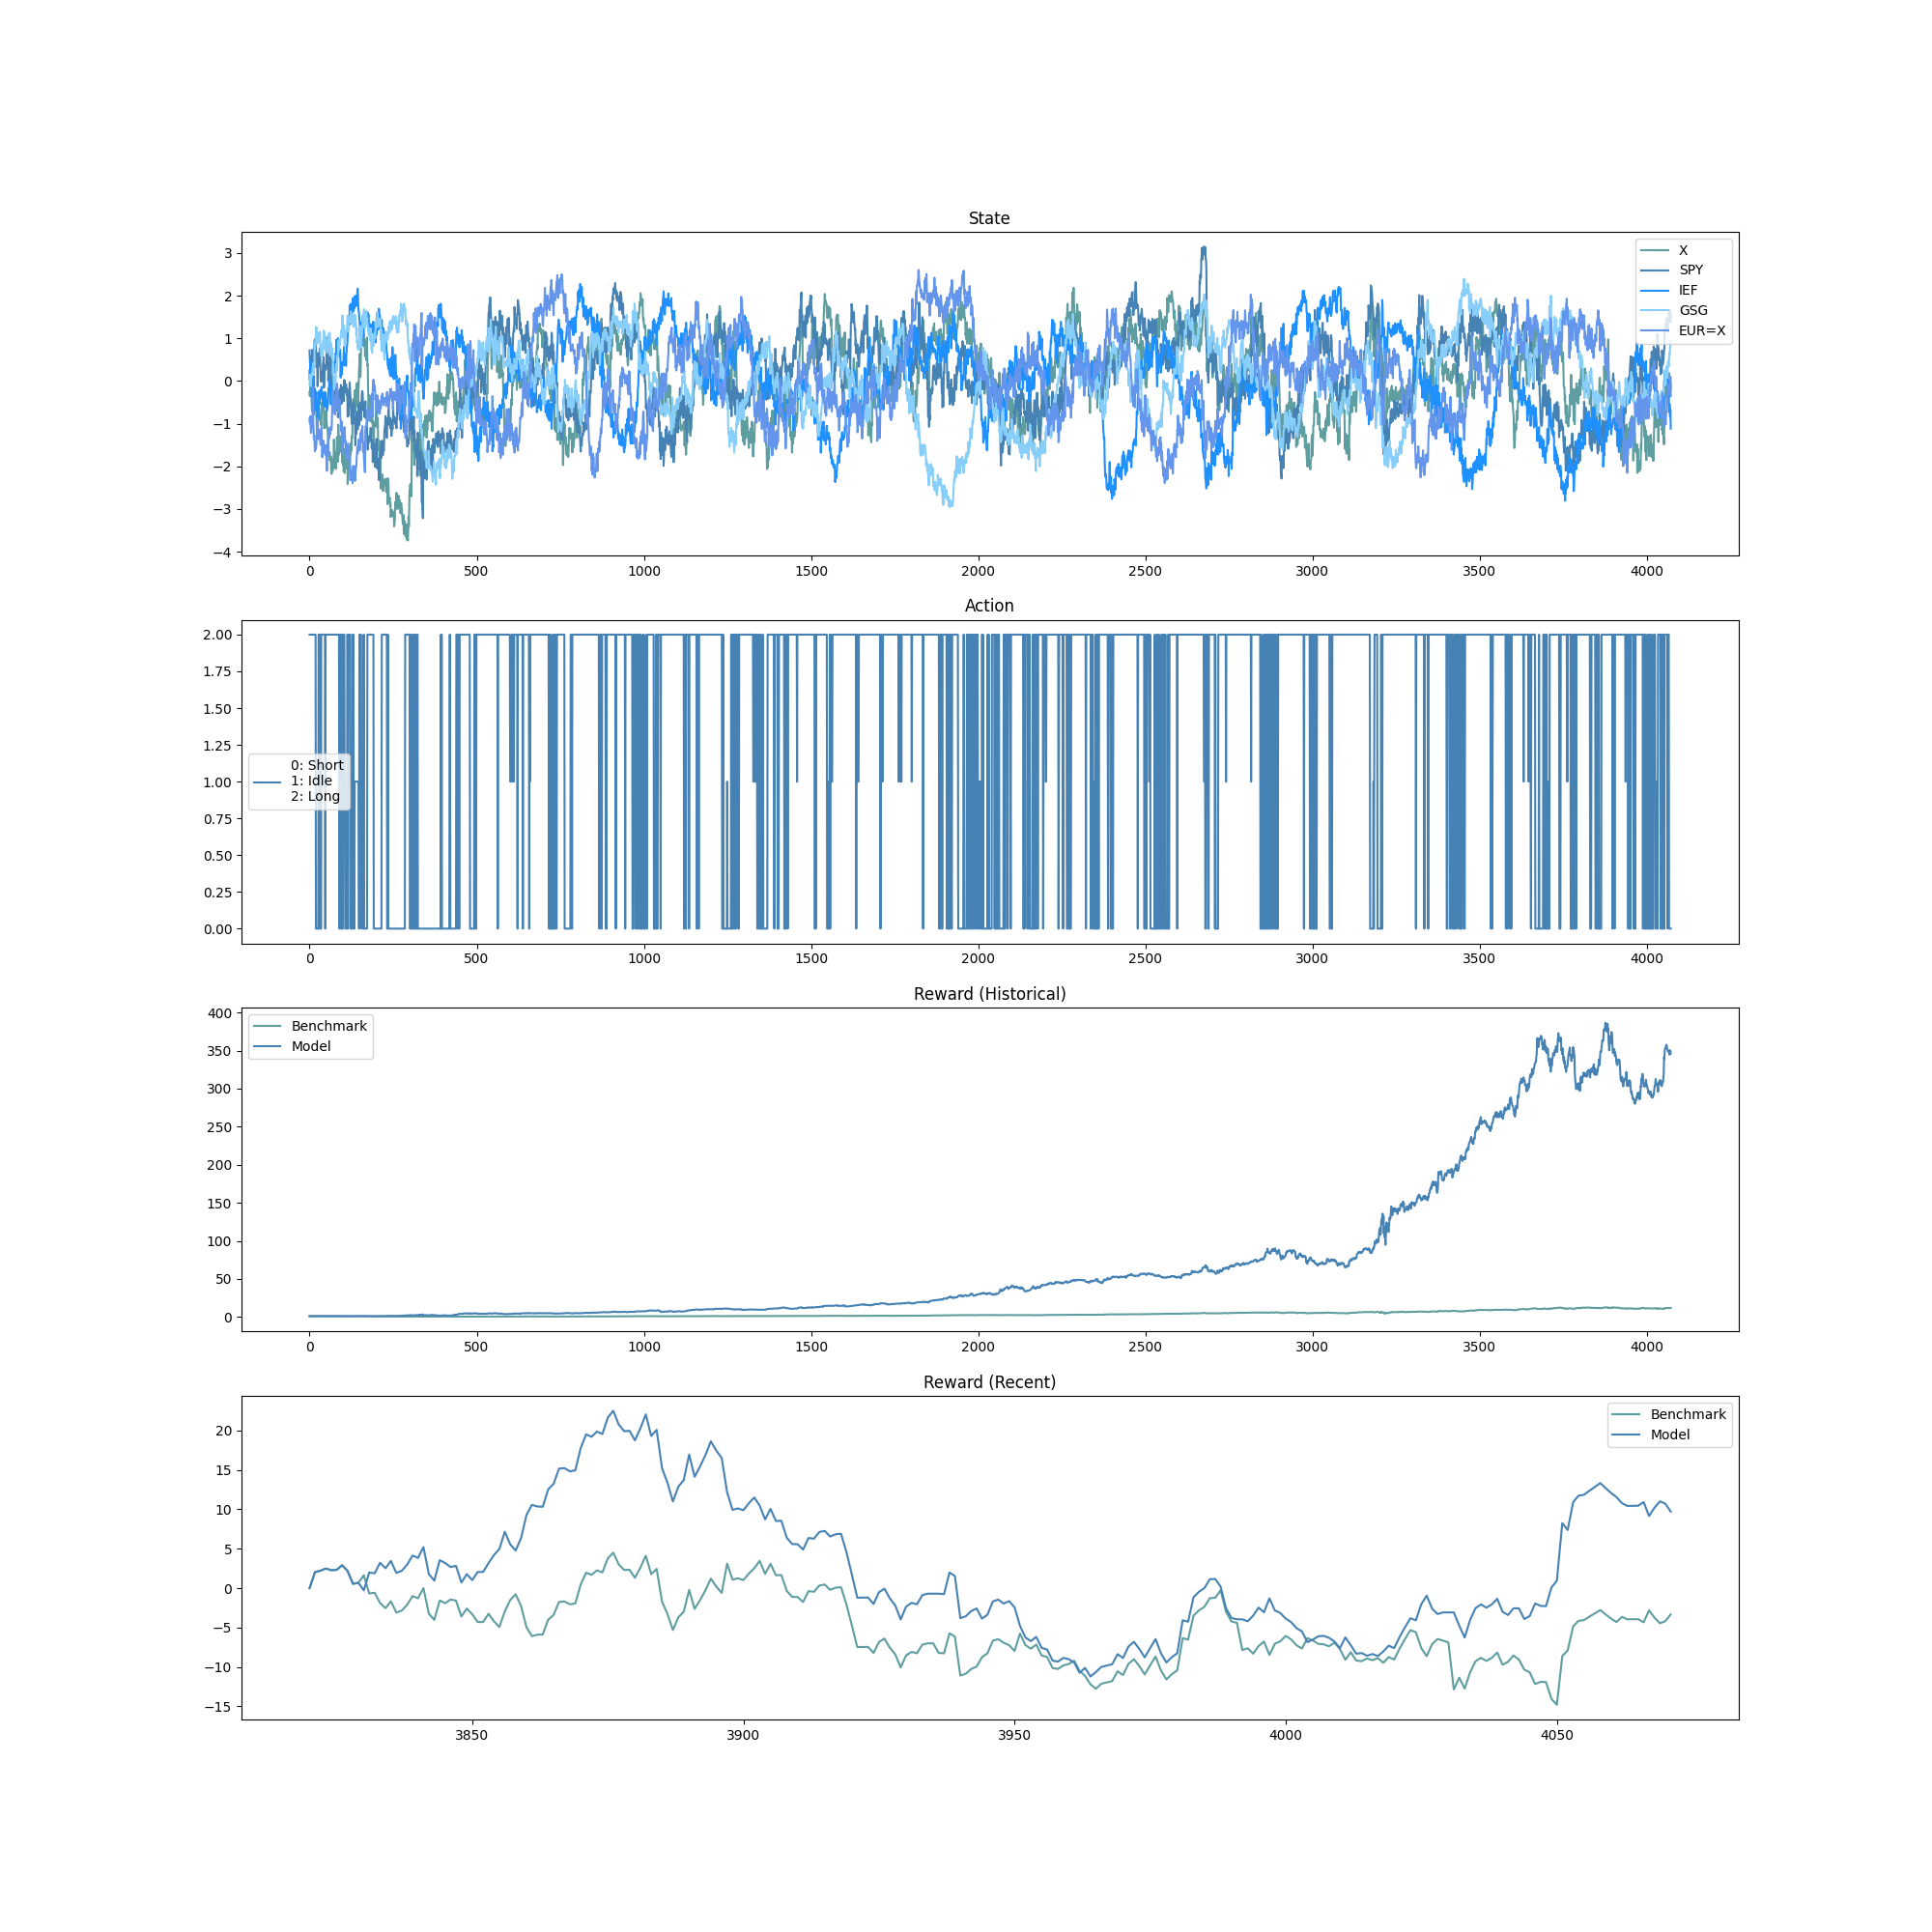 State
3
2
1
0
−1
−2
−3
−4
X
SPY
IEF
GSG
EUR=X
0 500 1000 1500 2000 2500 3000 3500 4000
Action
2.00
1.75
1.50
1.25
1.00
0.75
0.50
0.25
0.00
0: Short
1: Idle
2: Long
0 500 1000 1500 2000 2500 3000 3500 4000
Reward (Historical)
400
350
300
250
200
150
100
50
0
Benchmark
Model
0 500 1000 1500 2000 2500 3000 3500 4000
Reward (Recent)
20
15
10
5
0
−5
−10
−15
Benchmark
Model
3850 3900 3950 4000 4050